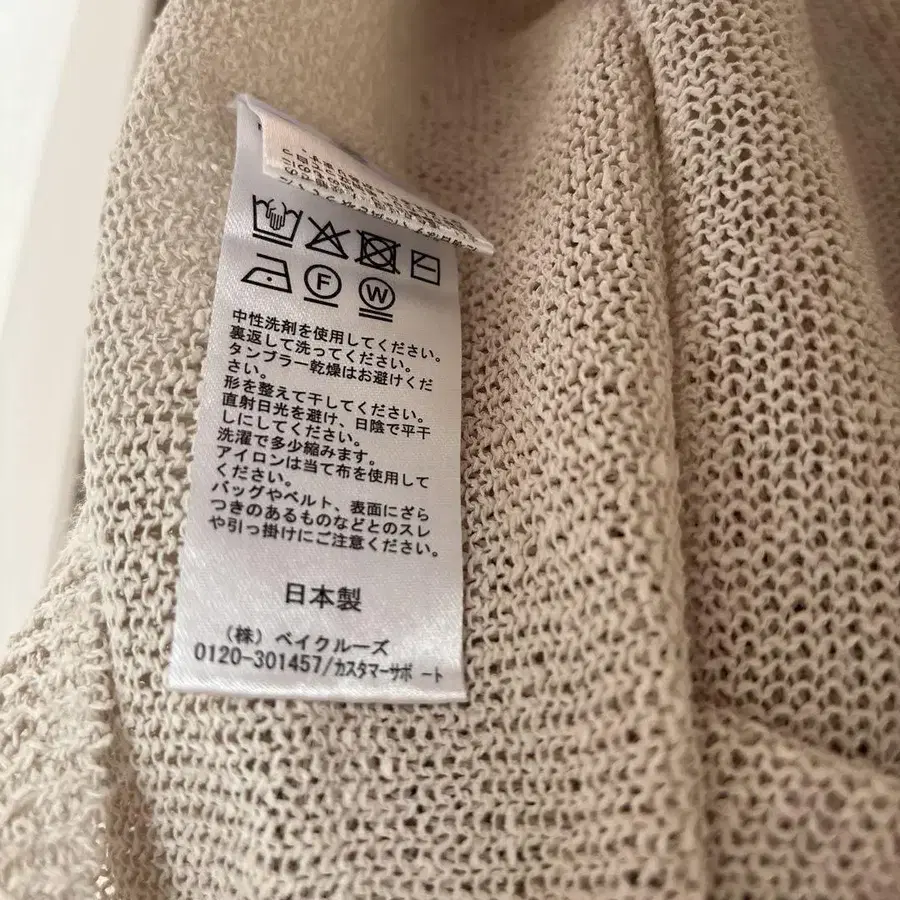 F
W
中性洗剤を使用してください。
裏返して洗ってください。
タンブラー乾燥はお避けくだ
さい。
形を整えて干してください。
直射日光を避け、日陰で平干
しにしてください。
洗濯で多少縮みます。
アイロンは当て布を使用して
ください。
バッグやベルト、表面にざら
つきのあるものなどとのスレ
や引っ掛けにご注意ください。
日本製
（株）ベイクルーズ
0120-301457/カスタマーサポート